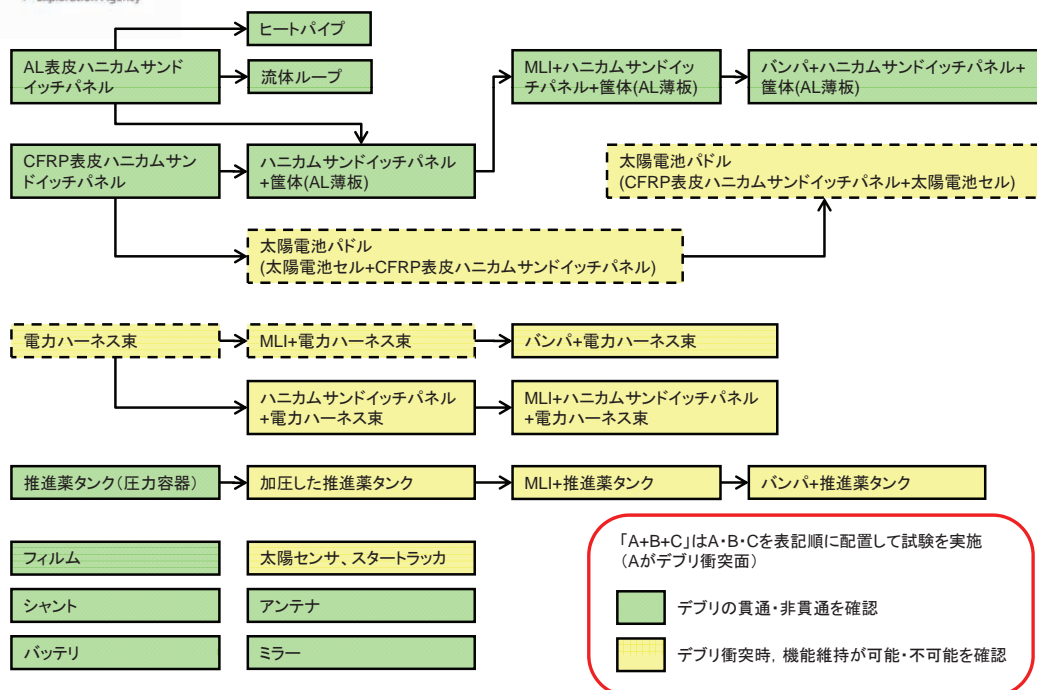 Exploration Agency
ヒートパイプ
AL表皮ハニカムサンド
イッチパネル
流体ループ
MLI+ハニカムサンドイッ
チパネル+筐体(AL薄板)
バンパ+ハニカムサンドイッチパネル+
筐体(AL薄板)
CFRP表皮ハニカムサン
ドイッチパネル
ハニカムサンドイッチパネル
+筐体(AL薄板)
太陽電池パドル
(CFRP表皮ハニカムサンドイッチパネル+太陽電池セル)
太陽電池パドル
(太陽電池セル+CFRP表皮ハニカムサンドイッチパネル)
電力ハーネス束
MLI+電力ハーネス束
バンパ+電力ハーネス束
ハニカムサンドイッチパネル
+電力ハーネス束
MLI+ハニカムサンドイッチパネル
+電力ハーネス束
推進薬タンク(圧力容器)
加圧した推進薬タンク
MLI+推進薬タンク
バンパ+推進薬タンク
フィルム
太陽センサ、スタートラッカ
シャント
アンテナ
バッテリ
ミラー
「A+B+C」はA・B・Cを表記順に配置して試験を実施
(Aがデブリ衝突面)
デブリの貫通・非貫通を確認
デブリ衝突時, 機能維持が可能・不可能を確認